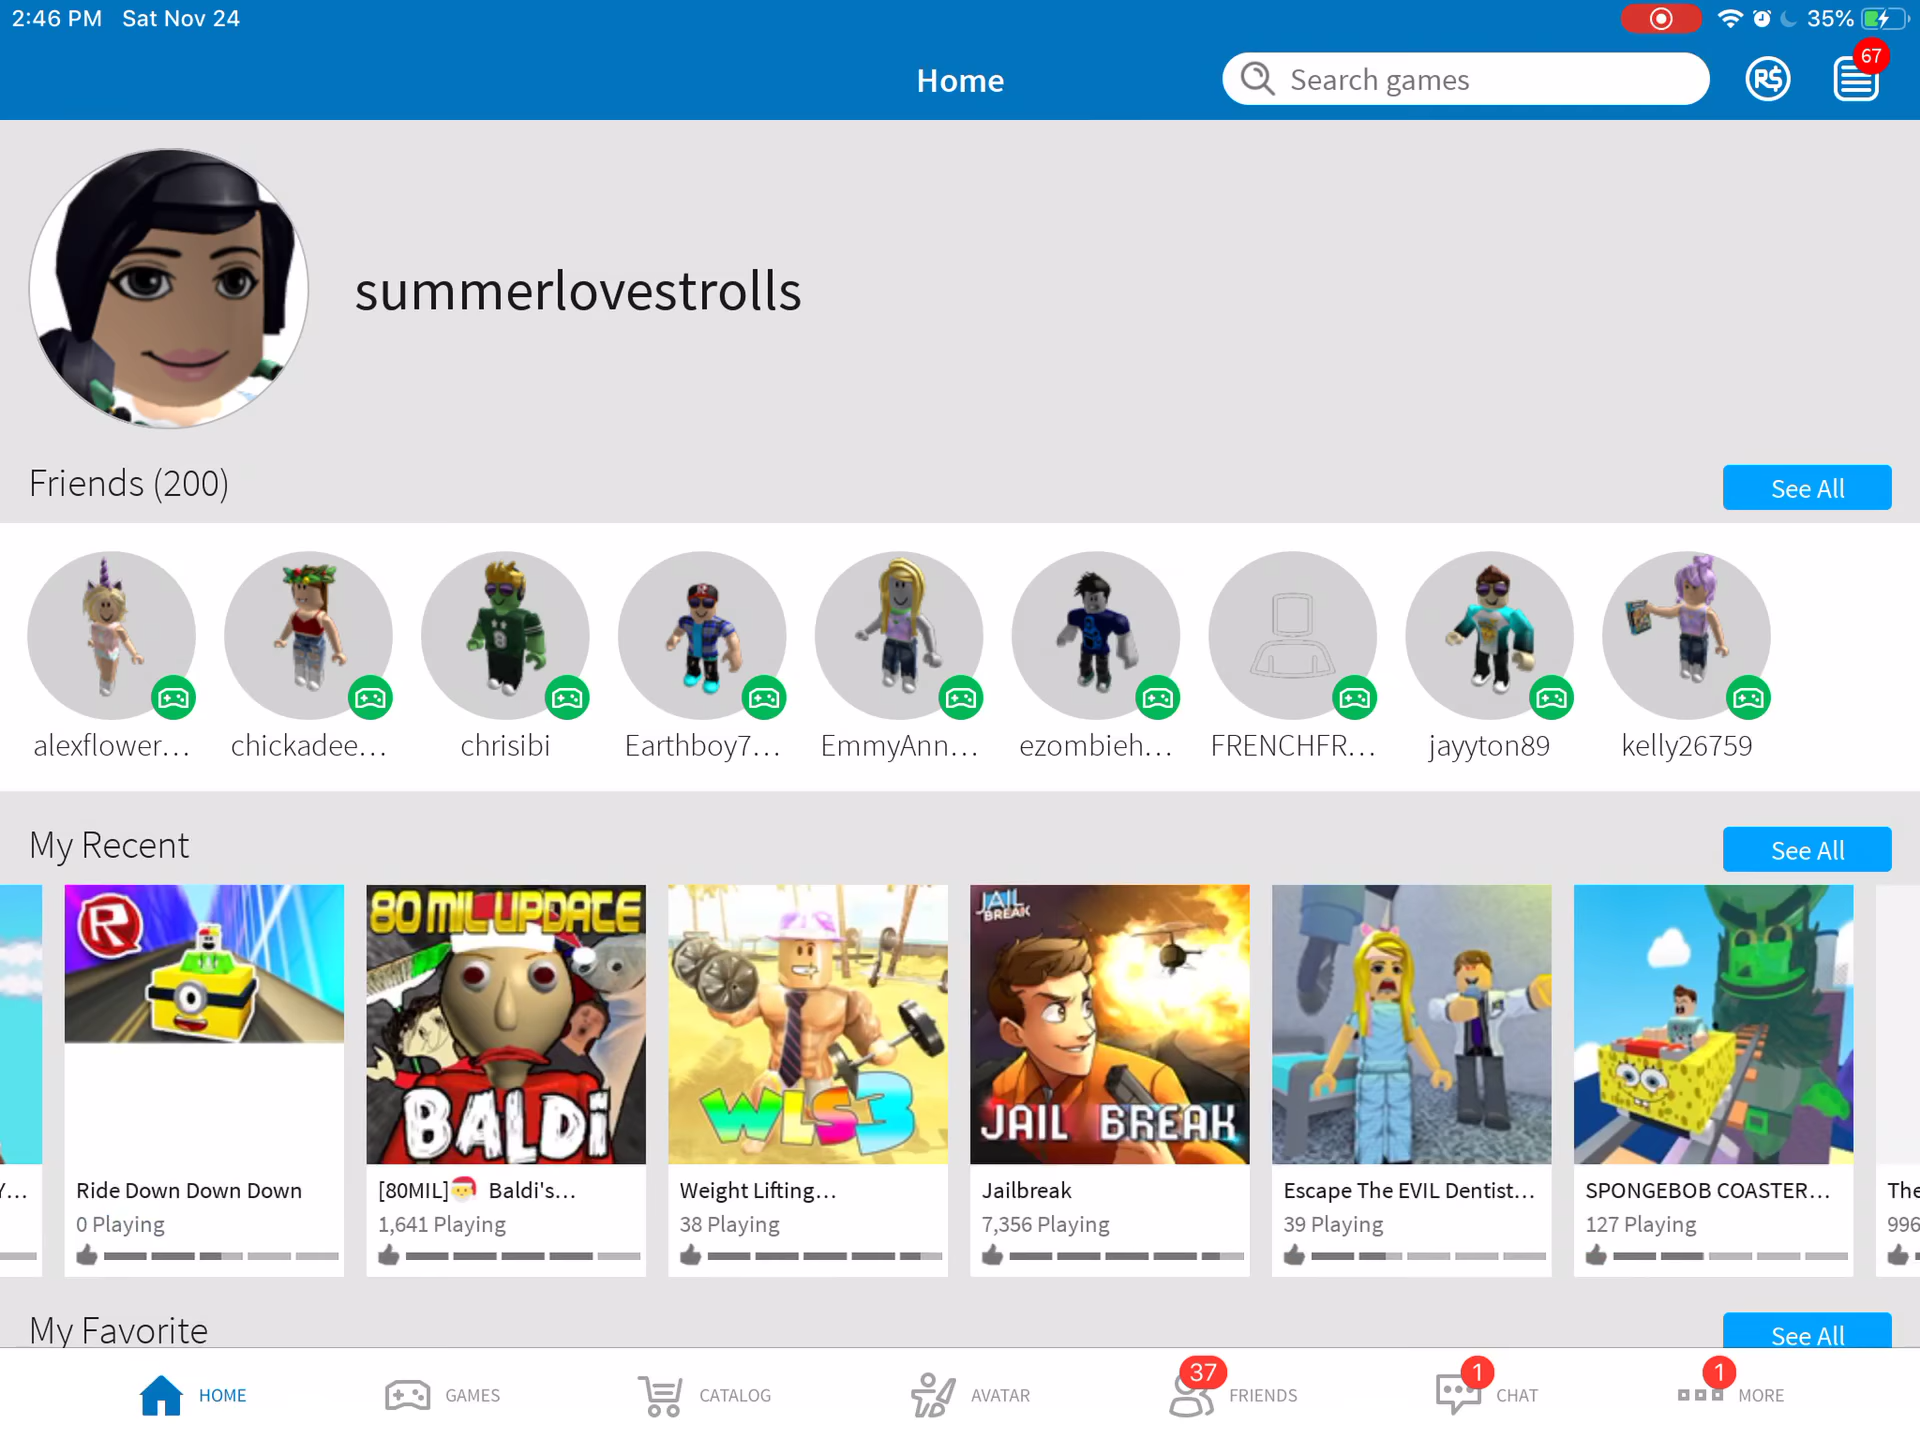 2:46 PM Sat Nov 24
35%
Home
Search games
R$
67
summerlovestrolls
Friends (200)
See All
alexflower...
chickadee...
chrisibi
Earthboy7...
EmmyAnn...
ezombieh...
FRENCHFR...
jayyton89
kelly26759
My Recent
See All
R
80 MIL UPDATE
BALDi
WLS3
JAIL BREAK
JAIL BREAK
Ride Down Down Down
0 Playing
[80MIL]🎅 Baldi's...
1,641 Playing
Weight Lifting...
38 Playing
Jailbreak
7,356 Playing
Escape The EVIL Dentist...
39 Playing
SPONGEBOB COASTER...
127 Playing
The
996
My Favorite
See All
HOME
GAMES
CATALOG
AVATAR
37
FRIENDS
1
CHAT
1
MORE